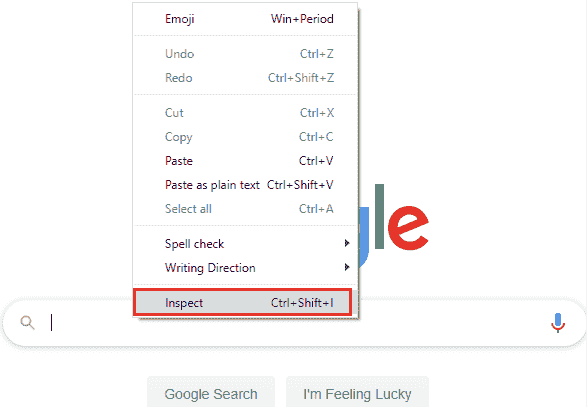 Emoji Win+Period
Undo Ctrl+Z
Redo Ctrl+Shift+Z
Cut Ctrl+X
Copy Ctrl+C
Paste Ctrl+V
Paste as plain text Ctrl+Shift+V
Select all Ctrl+A
gle
Spell check
Writing Direction
Inspect Ctrl+Shift+I
Google Search I'm Feeling Lucky